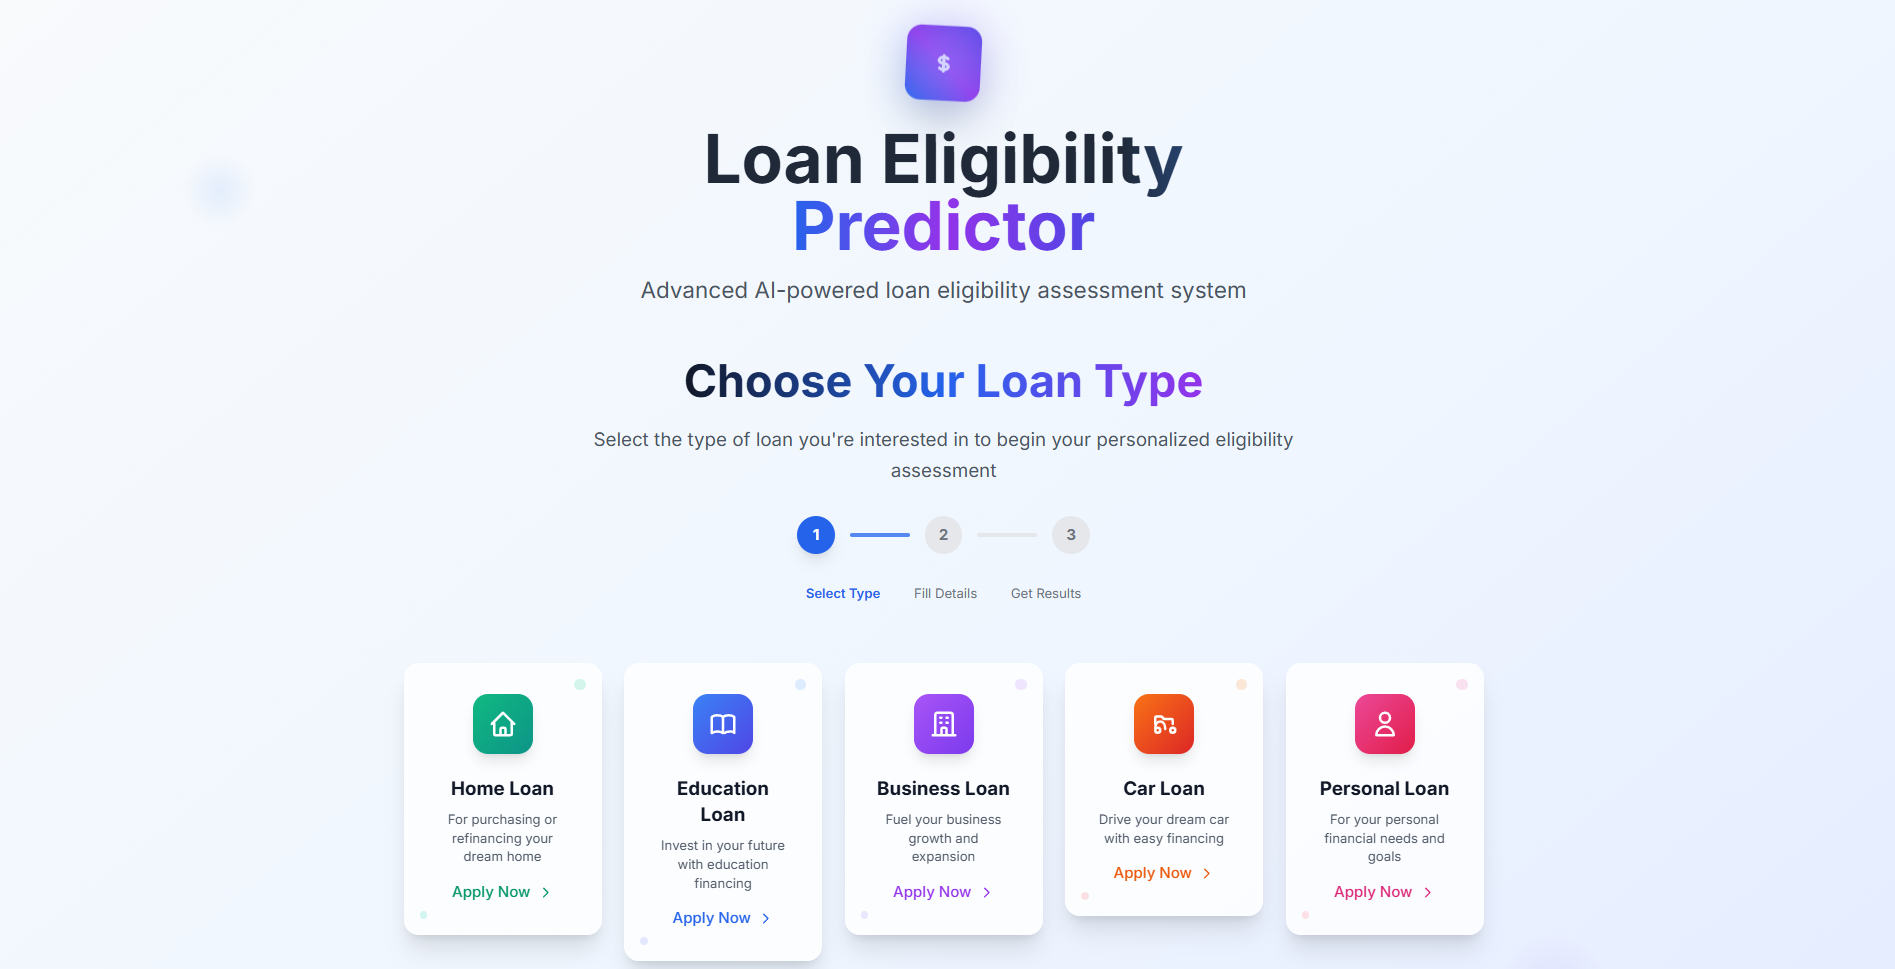 $
Loan Eligibility
Predictor
Advanced AI-powered loan eligibility assessment system
Choose Your Loan Type
Select the type of loan you're interested in to begin your personalized eligibility
assessment
1 2 3
Select Type Fill Details Get Results
Home Loan
For purchasing or
refinancing your
dream home
Apply Now
Education
Loan
Invest in your future
with education
financing
Apply Now
Business Loan
Fuel your business
growth and
expansion
Apply Now
Car Loan
Drive your dream car
with easy financing
Apply Now
Personal Loan
For your personal
financial needs and
goals
Apply Now